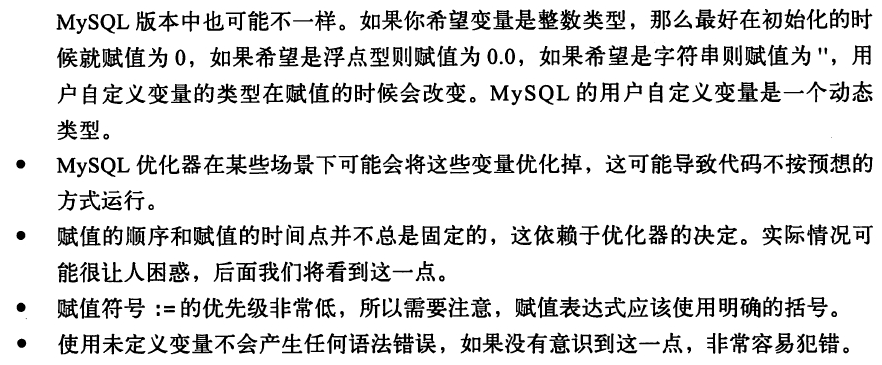 MySQL 版本中也可能不一样。如果你希望变量是整数类型，那么最好在初始化的时
候就赋值为 0，如果希望是浮点型则赋值为 0.0，如果希望是字符串则赋值为 ''，用
户自定义变量的类型在赋值的时候会改变。MySQL 的用户自定义变量是一个动态
类型。
● MySQL 优化器在某些场景下可能会将这些变量优化掉，这可能导致代码不按预想的
方式运行。
● 赋值的顺序和赋值的时间点并不总是固定的，这依赖于优化器的决定。实际情况可
能很让人困惑，后面我们将看到这一点。
● 赋值符号 := 的优先级非常低，所以需要注意，赋值表达式应该使用明确的括号。
● 使用未定义变量不会产生任何语法错误，如果没有意识到这一点，非常容易犯错。